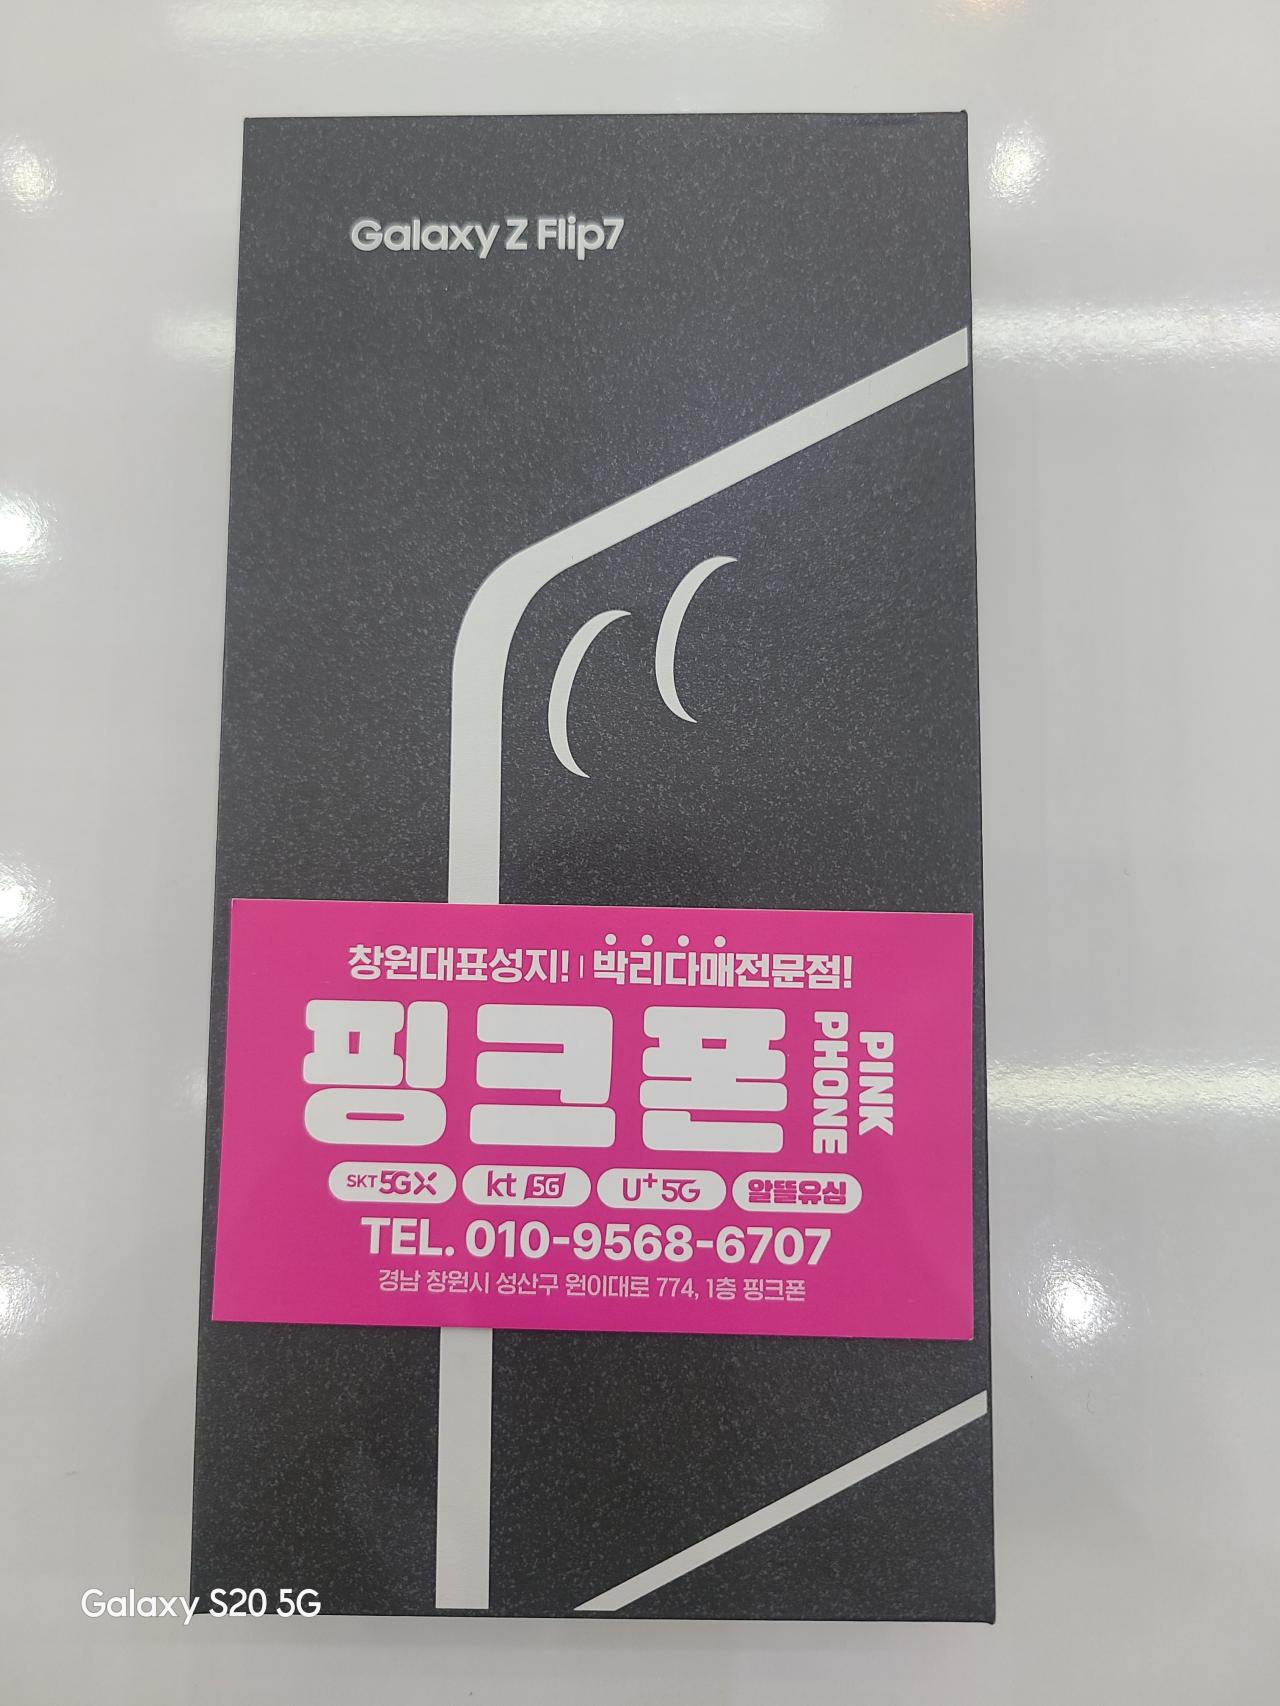 Galaxy Z Flip7
창원대표성지! | 박리다매전문점!
핑크폰
PINK
PHONE
SKT 5GX kt 5G U+5G 알뜰유심
TEL. 010-9568-6707
경남 창원시 성산구 원이대로 774, 1층 핑크폰
Galaxy S20 5G